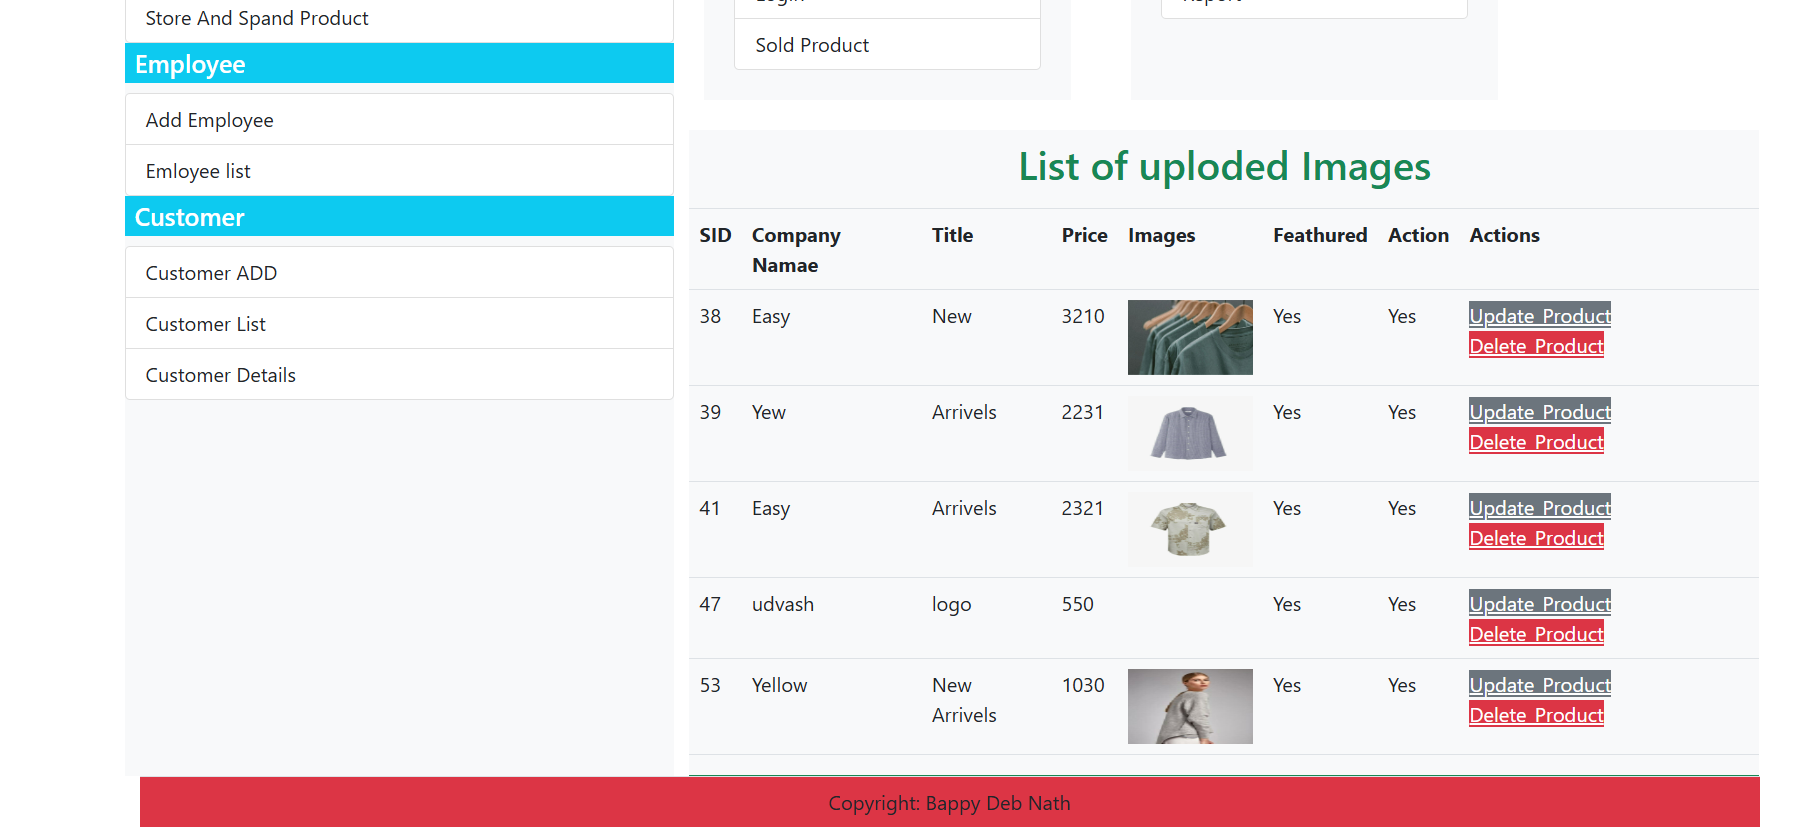 Store And Spand Product
Employee
Add Employee
Emloyee list
Customer
Customer ADD
Customer List
Customer Details
Sold Product
List of uploded Images
SID Company Namae Title Price Images Feathured Action Actions
38 Easy New 3210 Yes Yes Update Product
Delete Product
39 Yew Arrivels 2231 Yes Yes Update Product
Delete Product
41 Easy Arrivels 2321 Yes Yes Update Product
Delete Product
47 udvash logo 550 Yes Yes Update Product
Delete Product
53 Yellow New Arrivels 1030 Yes Yes Update Product
Delete Product
Copyright: Bappy Deb Nath